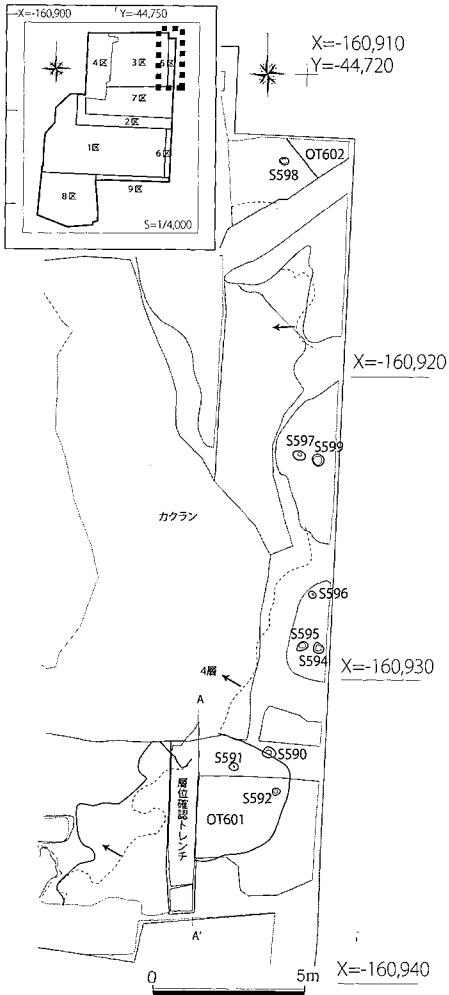 X=-160,900
Y=-44,750
4区
3区
5区
7区
2区
1区
6区
8区
9区
S=1/4,000
X=-160,910
Y=-44,720
OT602
S598
X=-160,920
S597
S599
カクラン
S596
S595
S594
X=-160,930
4層
A
S590
S591
S592
OT601
層位確認トレンチ
A'
X=-160,940
0
5m